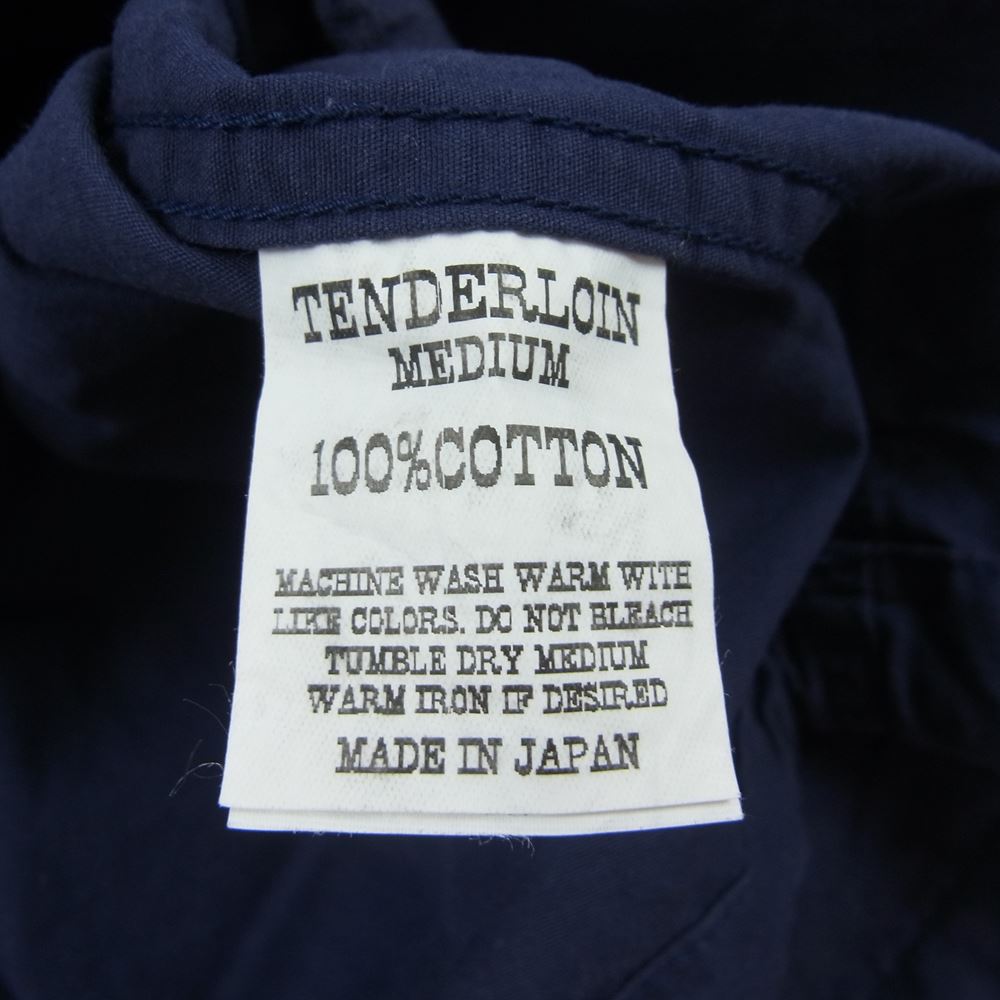 TENDERLOIN
MEDIUM
100%COTTON
MACHINE WASH WARM WITH
LIKE COLORS. DO NOT BLEACH
TUMBLE DRY MEDIUM
WARM IRON IF DESIRED
MADE IN JAPAN